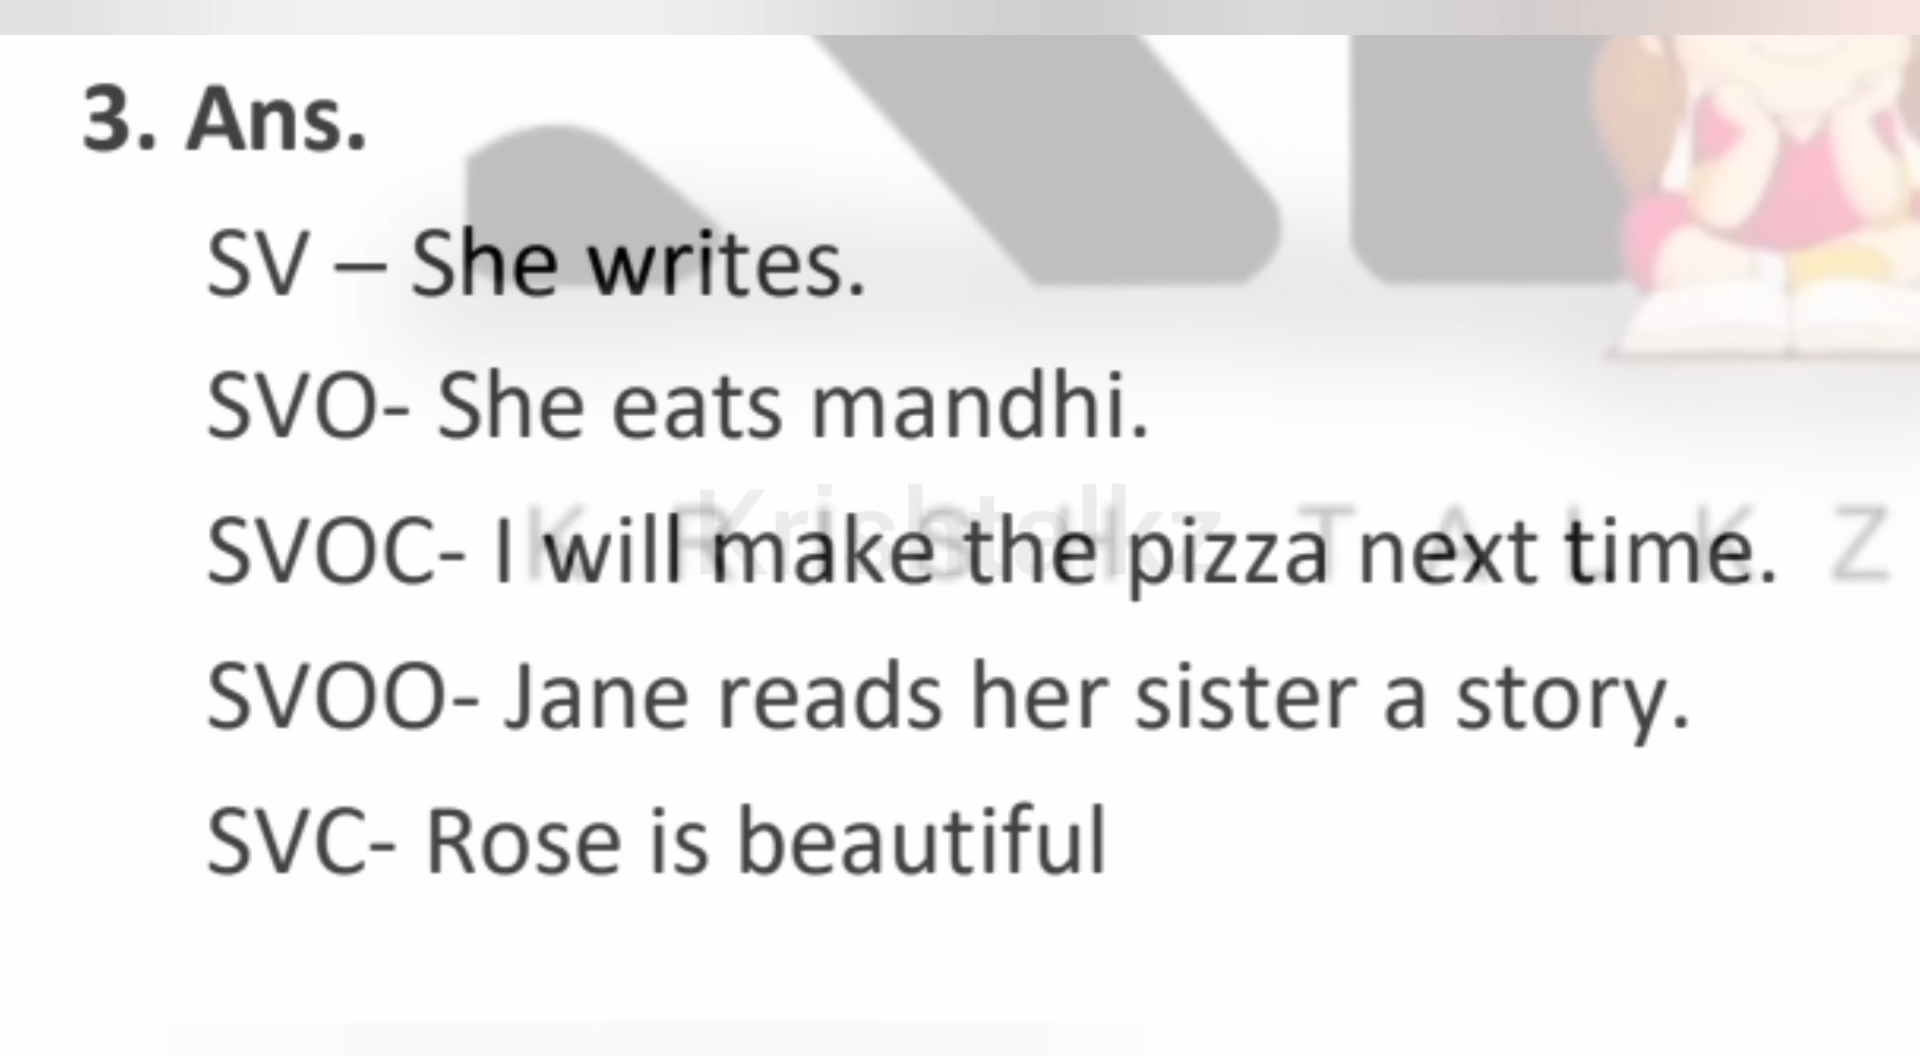 3. Ans.
SV – She writes.
SVO- She eats mandhi.
SVOC- I will make the pizza next time.
Krishtalkz
K R I S H T A L K Z
SVOO- Jane reads her sister a story.
SVC- Rose is beautiful